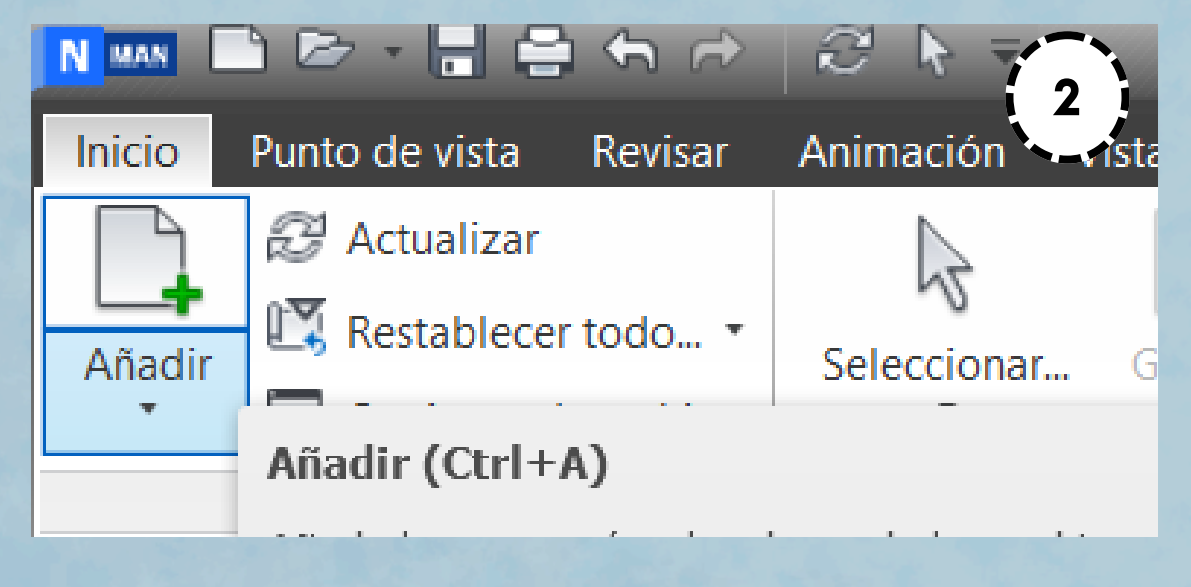 N MAN
2
Inicio Punto de vista Revisar Animación
Añadir
Actualizar
Restablecer todo...
Seleccionar...
Añadir (Ctrl+A)